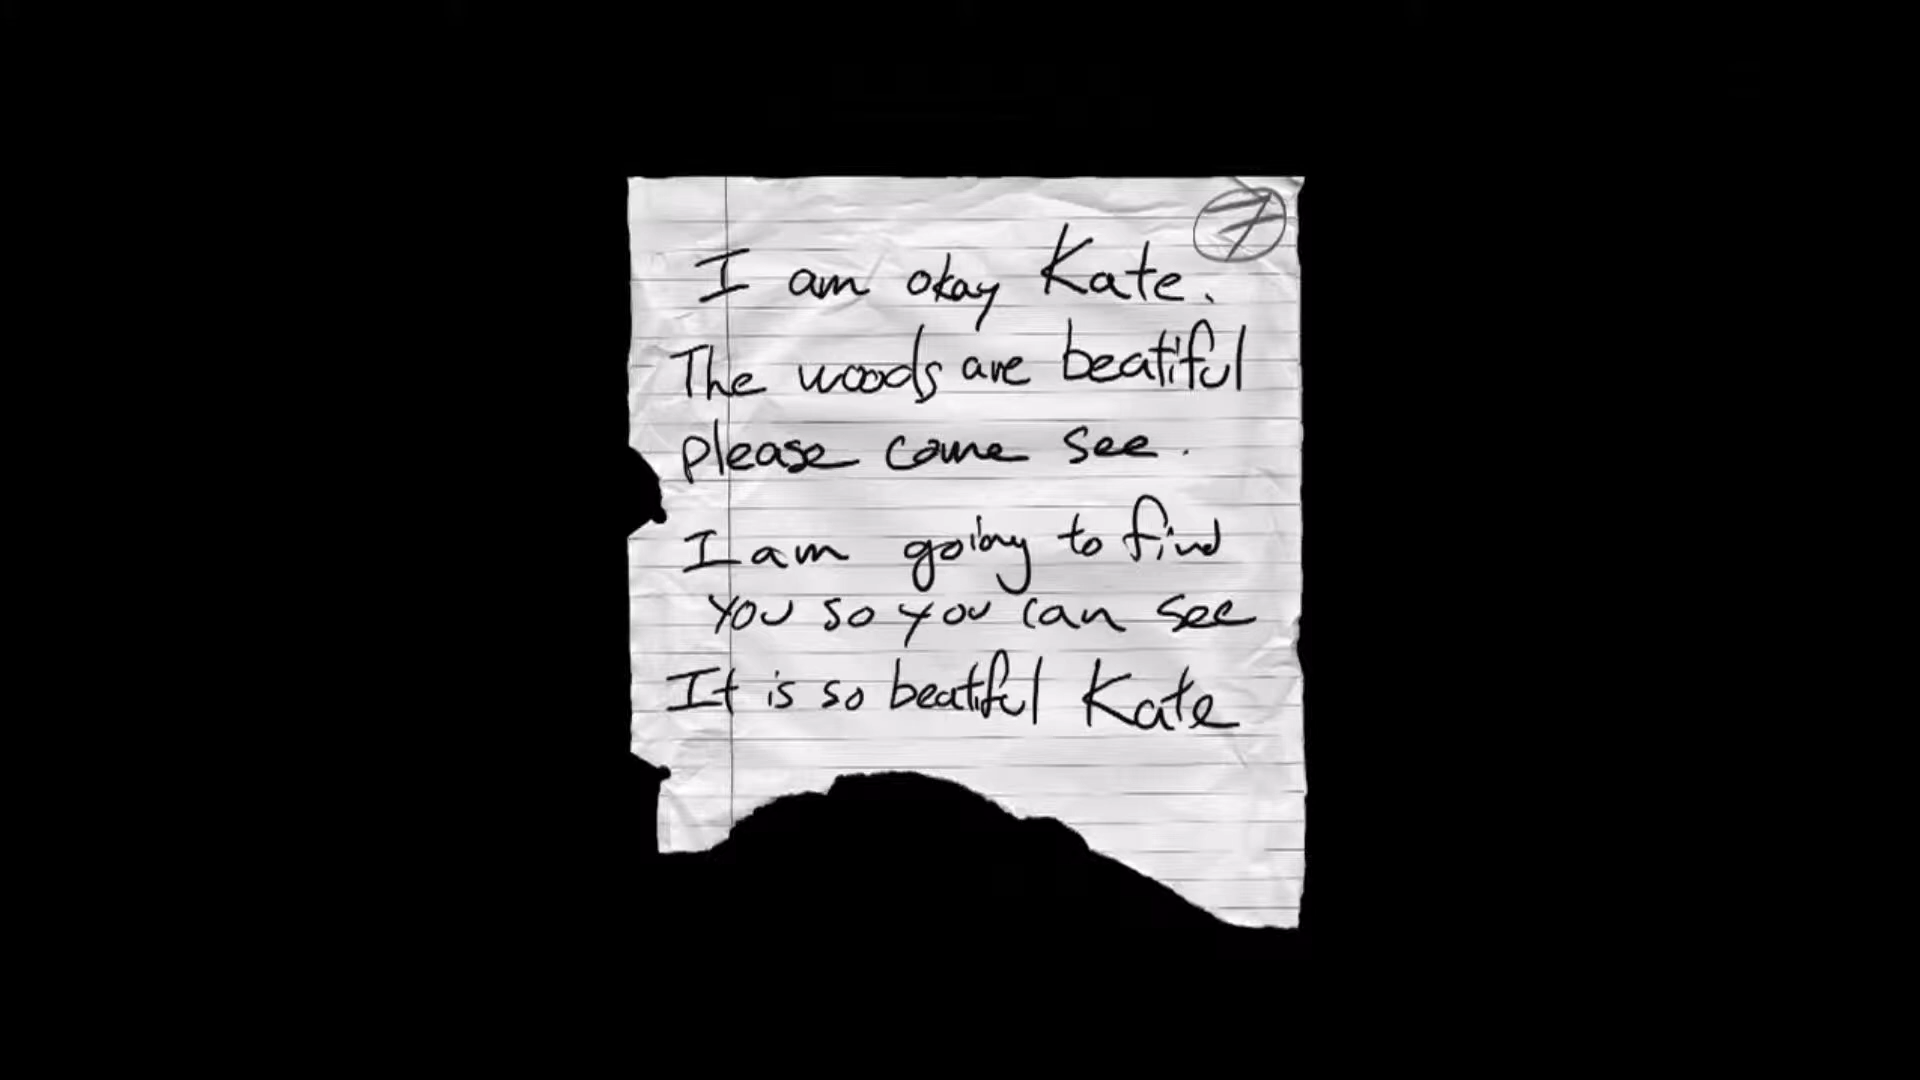 7
I am okay Kate.
The woods are beatiful
please come see.
I am going to find
you so you can see
It is so beatiful Kate